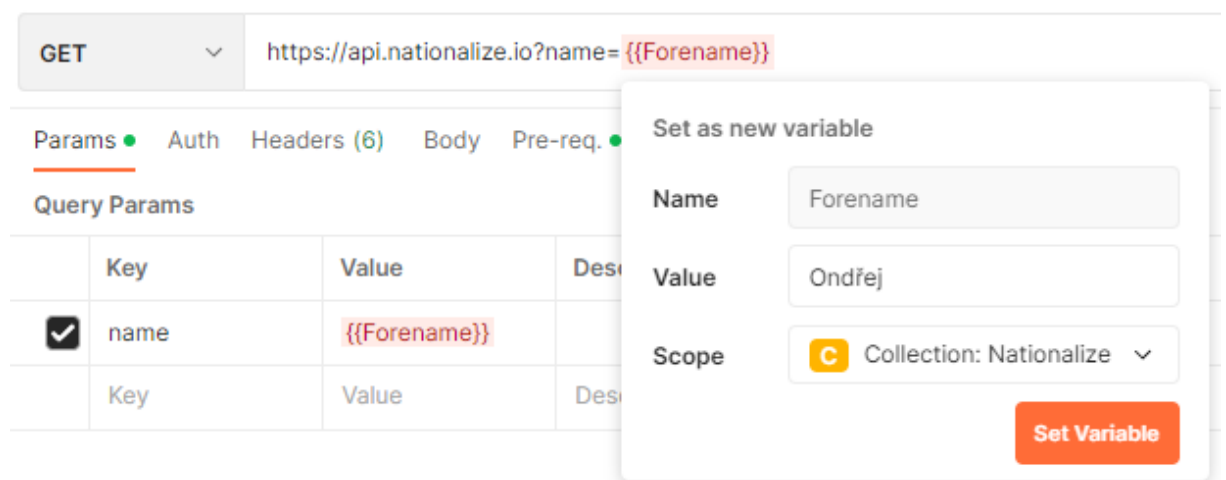 GET https://api.nationalize.io?name={{Forename}}
Params Auth Headers (6) Body Pre-req.
Query Params
Key Value Desc
name {{Forename}}
Key Value Desc
Set as new variable
Name Forename
Value Ondřej
Scope C Collection: Nationalize
Set Variable